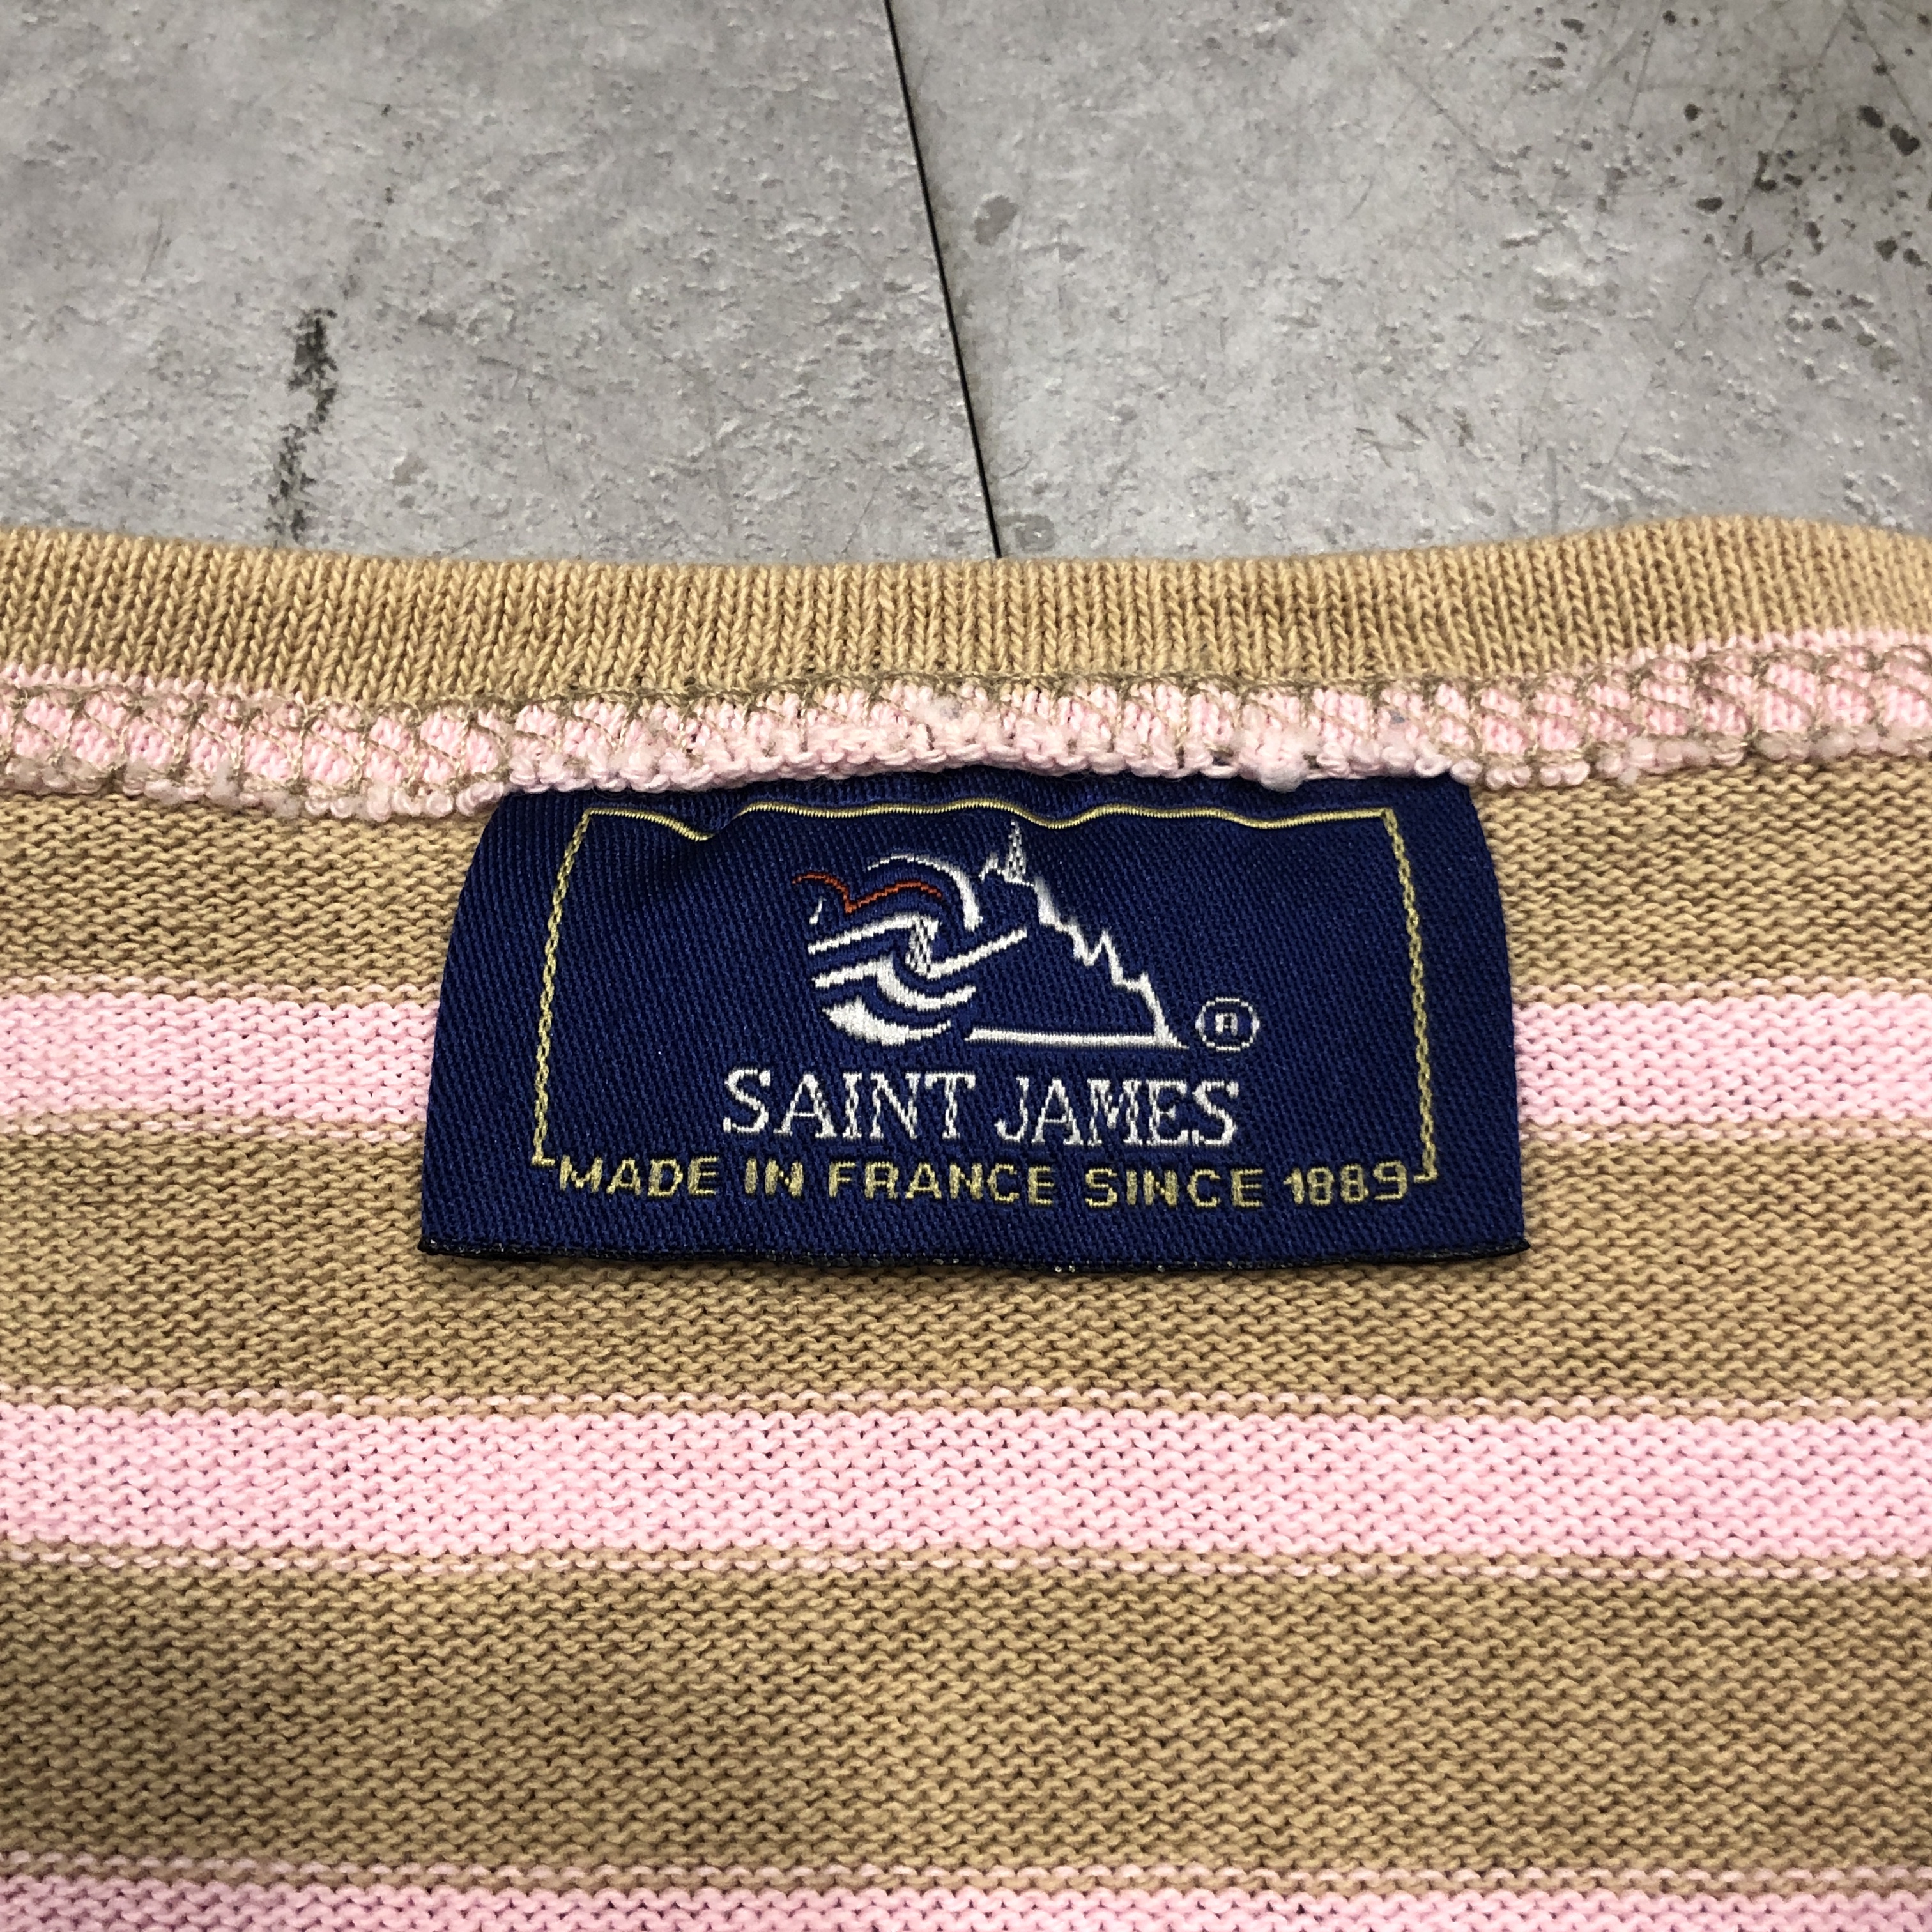 ®
SAINT JAMES
MADE IN FRANCE SINCE 1889